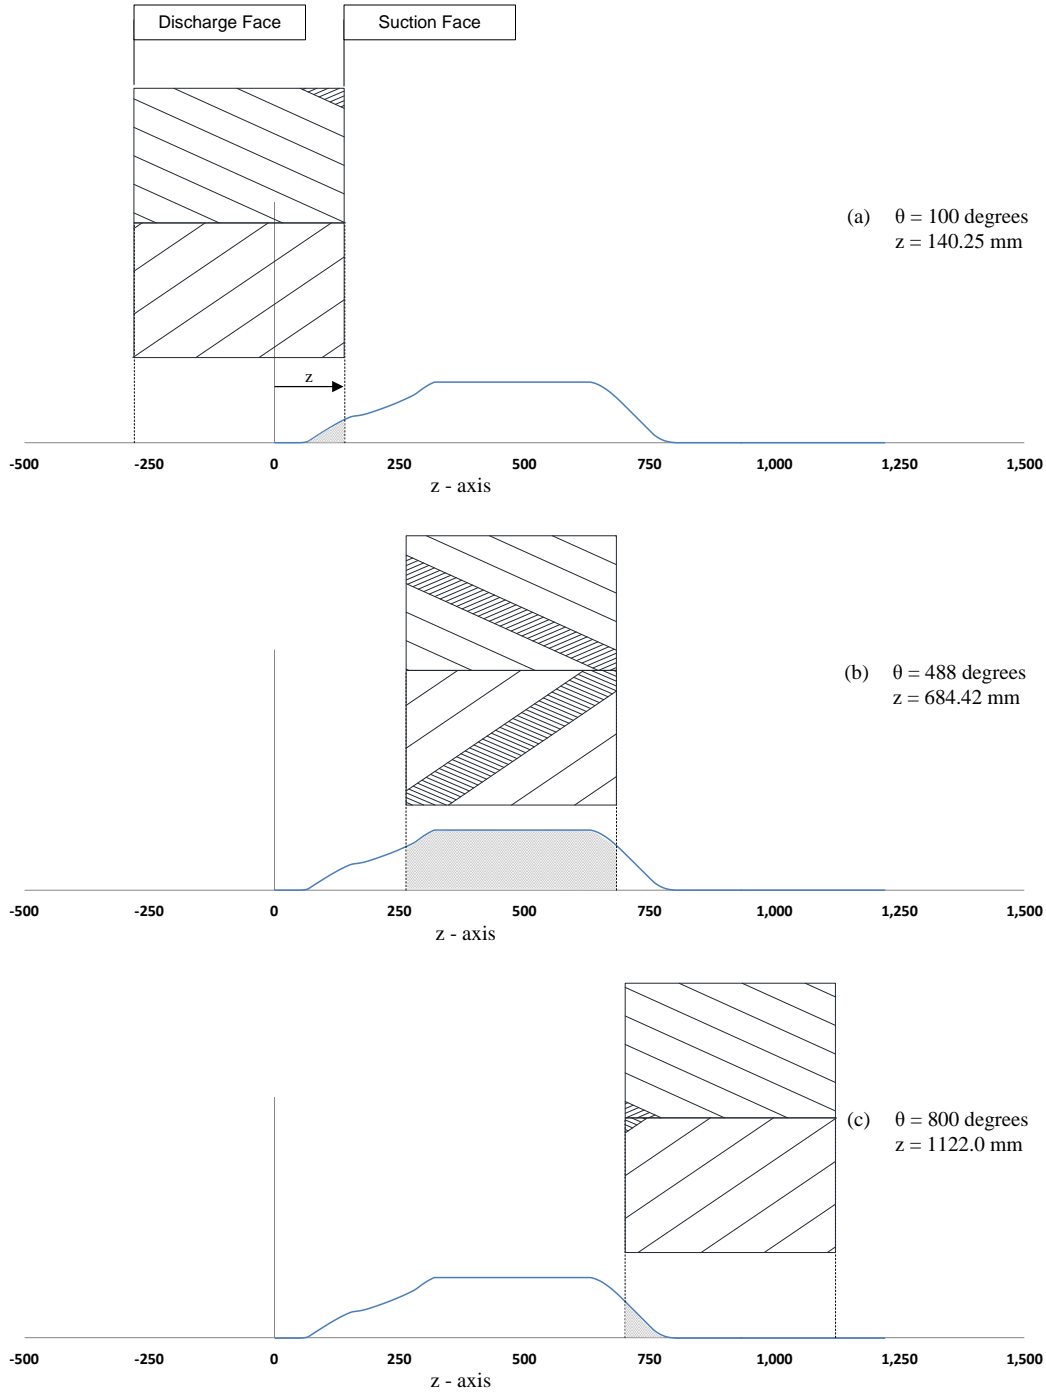 Discharge Face
Suction Face
(a) θ = 100 degrees
z = 140.25 mm
z
-500 -250 0 250 500 750 1,000 1,250 1,500
z - axis
(b) θ = 488 degrees
z = 684.42 mm
-500 -250 0 250 500 750 1,000 1,250 1,500
z - axis
(c) θ = 800 degrees
z = 1122.0 mm
-500 -250 0 250 500 750 1,000 1,250 1,500
z - axis